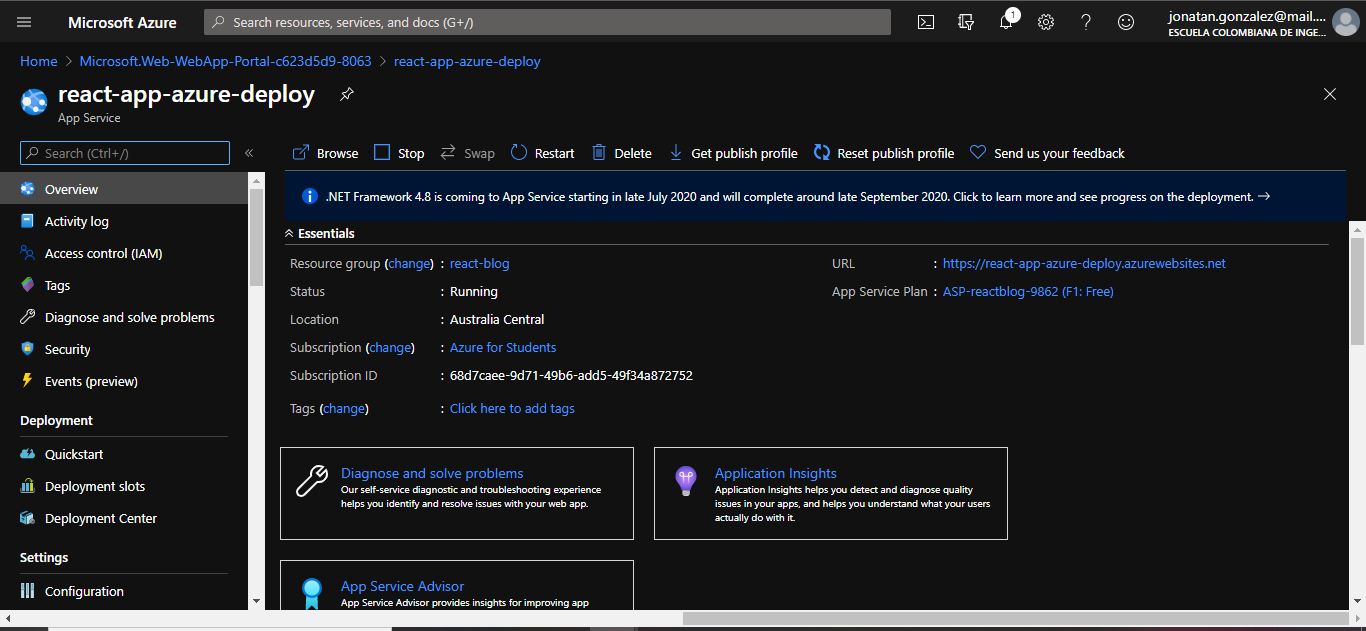 Microsoft Azure
Search resources, services, and docs (G+/)
1
jonatan.gonzalez@mail....
ESCUELA COLOMBIANA DE INGE...
Home > Microsoft.Web-WebApp-Portal-c623d5d9-8063 > react-app-azure-deploy
react-app-azure-deploy
App Service
Search (Ctrl+/)
«
Browse Stop Swap Restart Delete Get publish profile Reset publish profile Send us your feedback
.NET Framework 4.8 is coming to App Service starting in late July 2020 and will complete around late September 2020. Click to learn more and see progress on the deployment. →
Overview
Activity log
Access control (IAM)
Tags
Diagnose and solve problems
Security
Events (preview)
Deployment
Quickstart
Deployment slots
Deployment Center
Settings
Configuration
Essentials
Resource group (change) : react-blog
Status : Running
Location : Australia Central
Subscription (change) : Azure for Students
Subscription ID : 68d7caee-9d71-49b6-add5-49f34a872752
Tags (change) : Click here to add tags
URL : https://react-app-azure-deploy.azurewebsites.net
App Service Plan : ASP-reactblog-9862 (F1: Free)
Diagnose and solve problems
Our self-service diagnostic and troubleshooting experience
helps you identify and resolve issues with your web app.
Application Insights
Application Insights helps you detect and diagnose quality
issues in your apps, and helps you understand what your users
actually do with it.
App Service Advisor
App Service Advisor provides insights for improving app